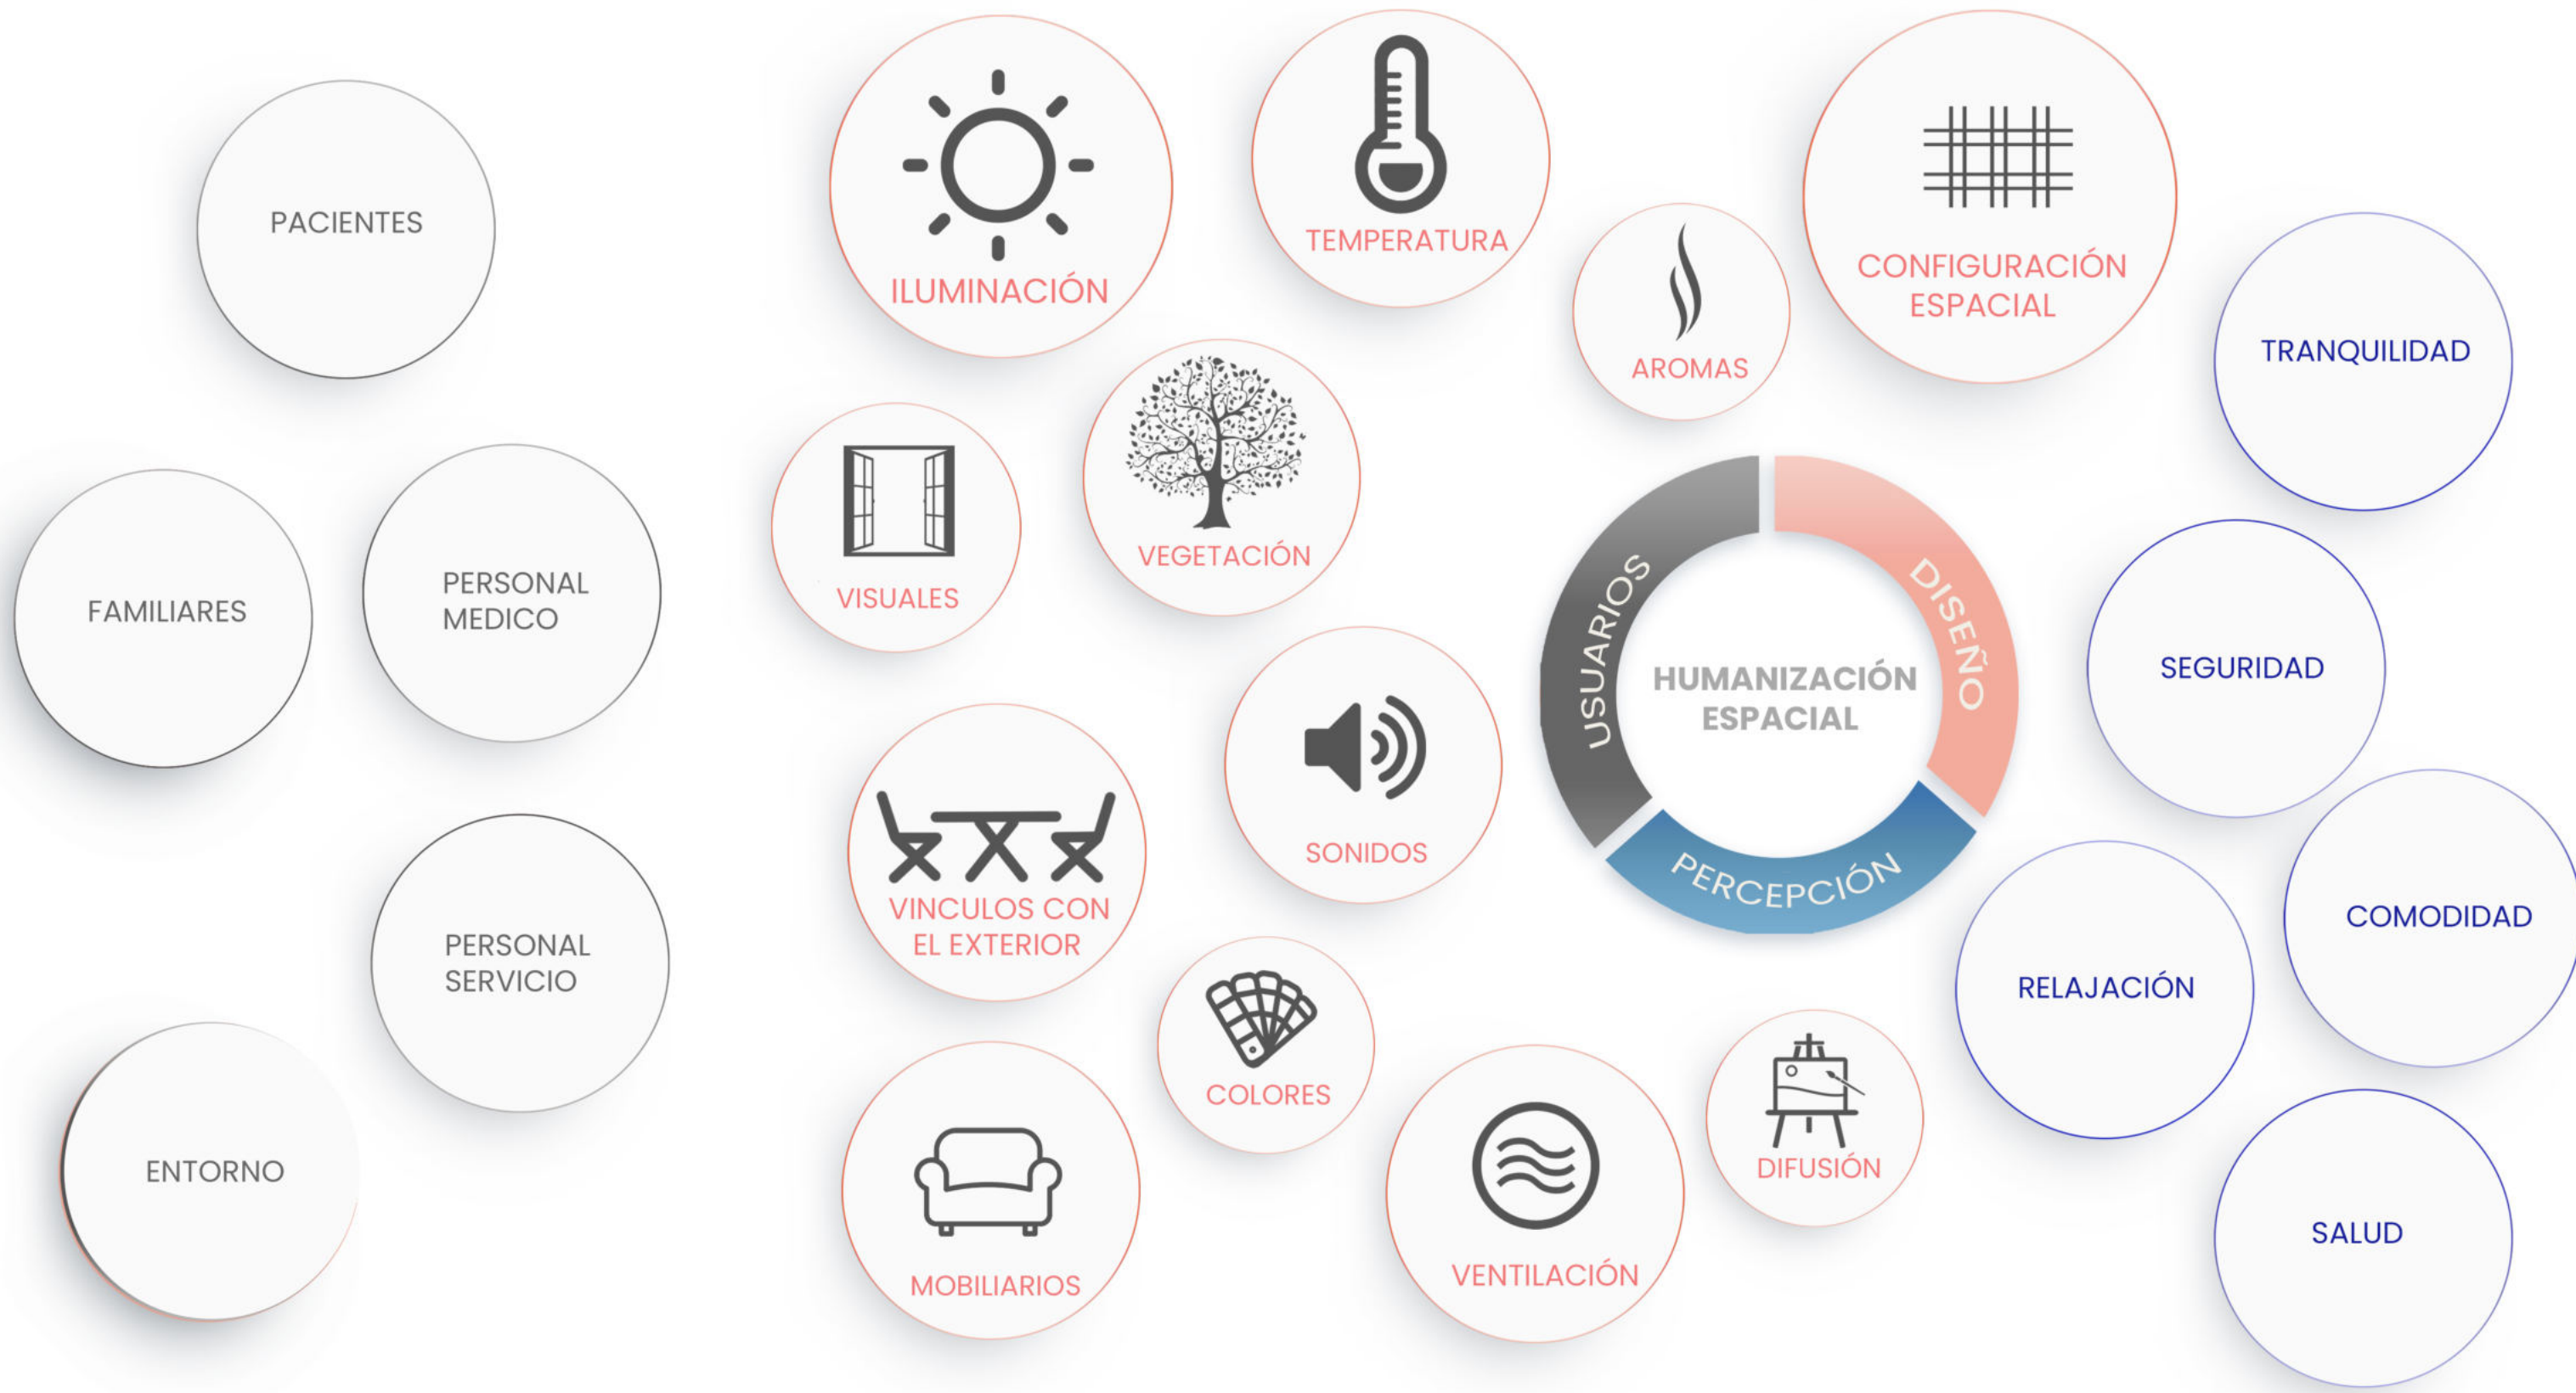 PACIENTES
FAMILIARES
PERSONAL
MEDICO
PERSONAL
SERVICIO
ENTORNO
ILUMINACIÓN
TEMPERATURA
AROMAS
CONFIGURACIÓN
ESPACIAL
VISUALES
VEGETACIÓN
SONIDOS
VINCULOS CON
EL EXTERIOR
COLORES
MOBILIARIOS
VENTILACIÓN
DIFUSIÓN
USUARIOS
DISEÑO
PERCEPCIÓN
HUMANIZACIÓN
ESPACIAL
TRANQUILIDAD
SEGURIDAD
COMODIDAD
RELAJACIÓN
SALUD